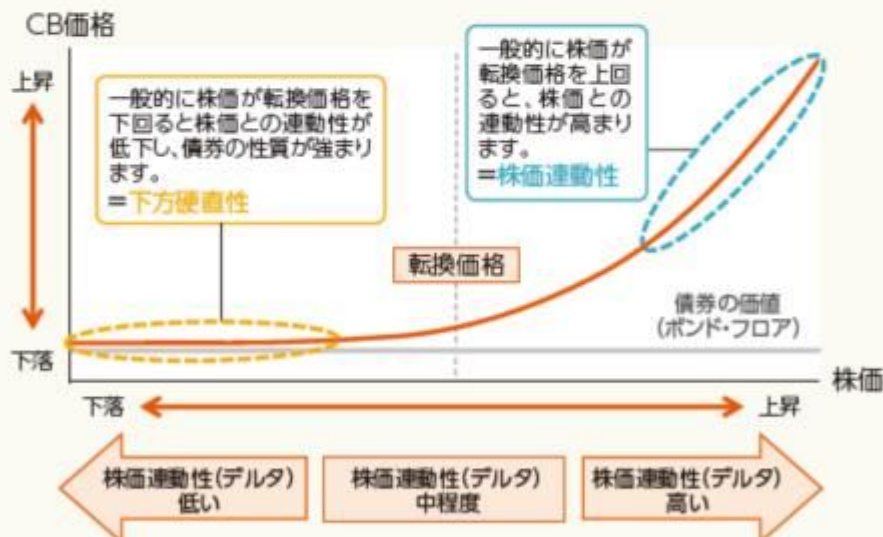 CB価格
上昇
下落
一般的に株価が転換価格を
下回ると株価との連動性が
低下し、債券の性質が強まり
ます。
＝下方硬直性
一般的に株価が
転換価格を上回
ると、株価との
連動性が高まり
ます。
＝株価連動性
転換価格
債券の価値
（ボンド・フロア）
株価
下落
上昇
株価連動性（デルタ）
低い
株価連動性（デルタ）
中程度
株価連動性（デルタ）
高い